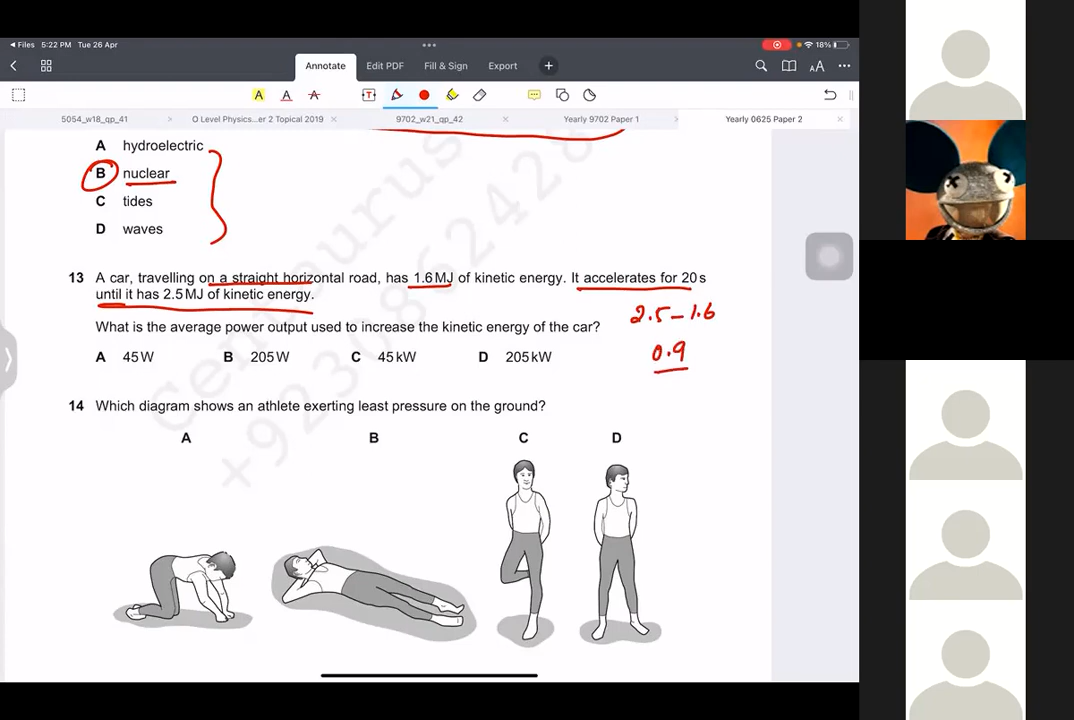 Files 5:22 PM Tue 26 Apr 18%
Annotate Edit PDF Fill & Sign Export
5054_w18_qp_41 O Level Physics...er 2 Topical 2019 9702_w21_qp_42 Yearly 9702 Paper 1 Yearly 0625 Paper 2
A hydroelectric
B nuclear
C tides
D waves
13 A car, travelling on a straight horizontal road, has 1.6 MJ of kinetic energy. It accelerates for 20 s
until it has 2.5 MJ of kinetic energy.
2.5-1.6
What is the average power output used to increase the kinetic energy of the car?
0.9
A 45 W B 205 W C 45 kW D 205 kW
14 Which diagram shows an athlete exerting least pressure on the ground?
A B C D
Centaurus
+923086242428